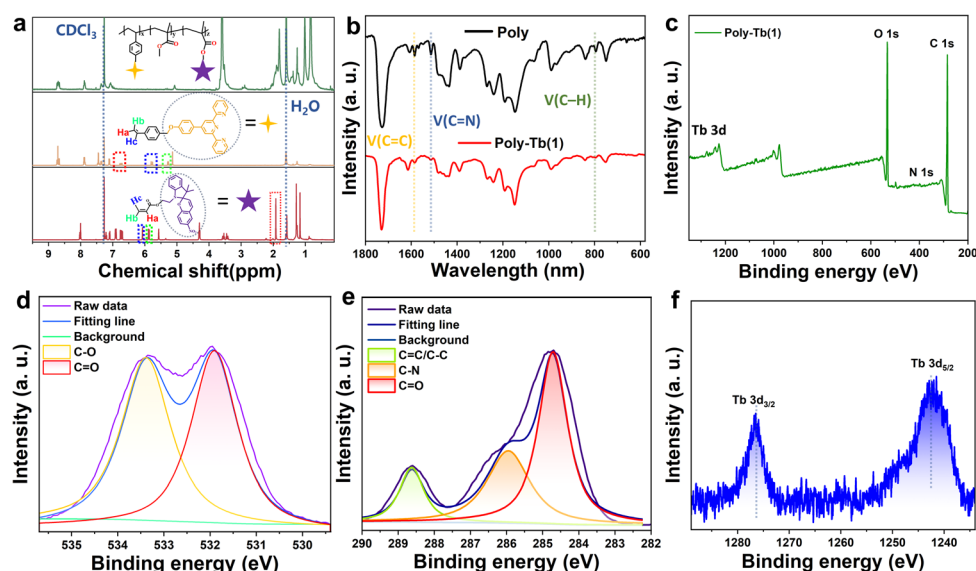 a
CDCl₃
H₂O
Hb
Ha
Hc
=
Hc
Hb
Ha
=
Intensity (a. u.)
9 8 7 6 5 4 3 2 1
Chemical shift(ppm)
b
Poly
V(C=C)
V(C=N)
V(C–H)
Poly-Tb(1)
Intensity (a. u.)
1800 1600 1400 1200 1000 800 600
Wavelength (nm)
c
Poly-Tb(1)
O 1s
C 1s
Tb 3d
N 1s
Intensity (a. u.)
1200 1000 800 600 400 200
Binding energy (eV)
d
Raw data
Fitting line
Background
C-O
C=O
Intensity (a. u.)
535 534 533 532 531 530
Binding energy (eV)
e
Raw data
Fitting line
Background
C=C/C-C
C-N
C=O
Intensity (a. u.)
290 289 288 287 286 285 284 283 282
Binding energy (eV)
f
Tb 3d₃/₂
Tb 3d₅/₂
Intensity (a. u.)
1280 1270 1260 1250 1240
Binding energy (eV)